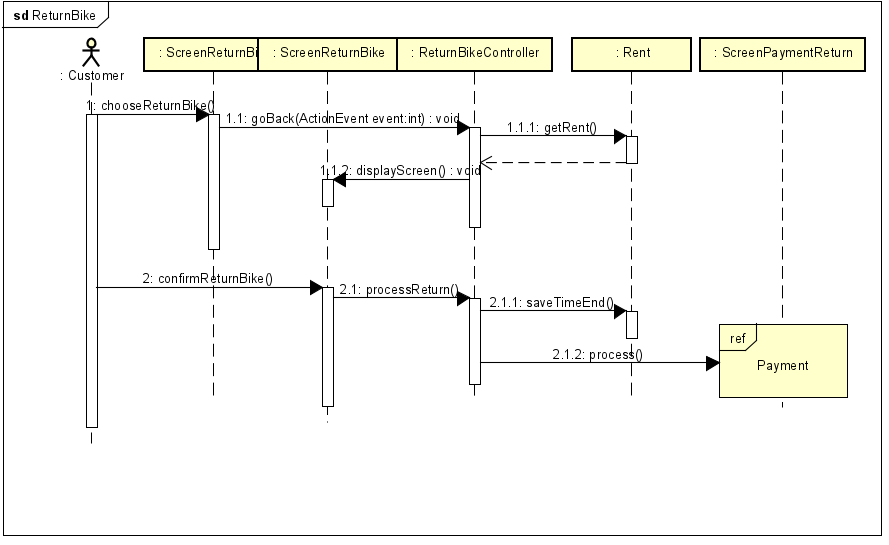 sd ReturnBike
: Customer
: ScreenReturnBi
: ScreenReturnBike
: ReturnBikeController
: Rent
: ScreenPaymentReturn
1: chooseReturnBike()
1.1: goBack(ActionEvent event:int) : void
1.1.1: getRent()
1.1.2: displayScreen() : void
2: confirmReturnBike()
2.1: processReturn()
2.1.1: saveTimeEnd()
ref
2.1.2: process()
Payment